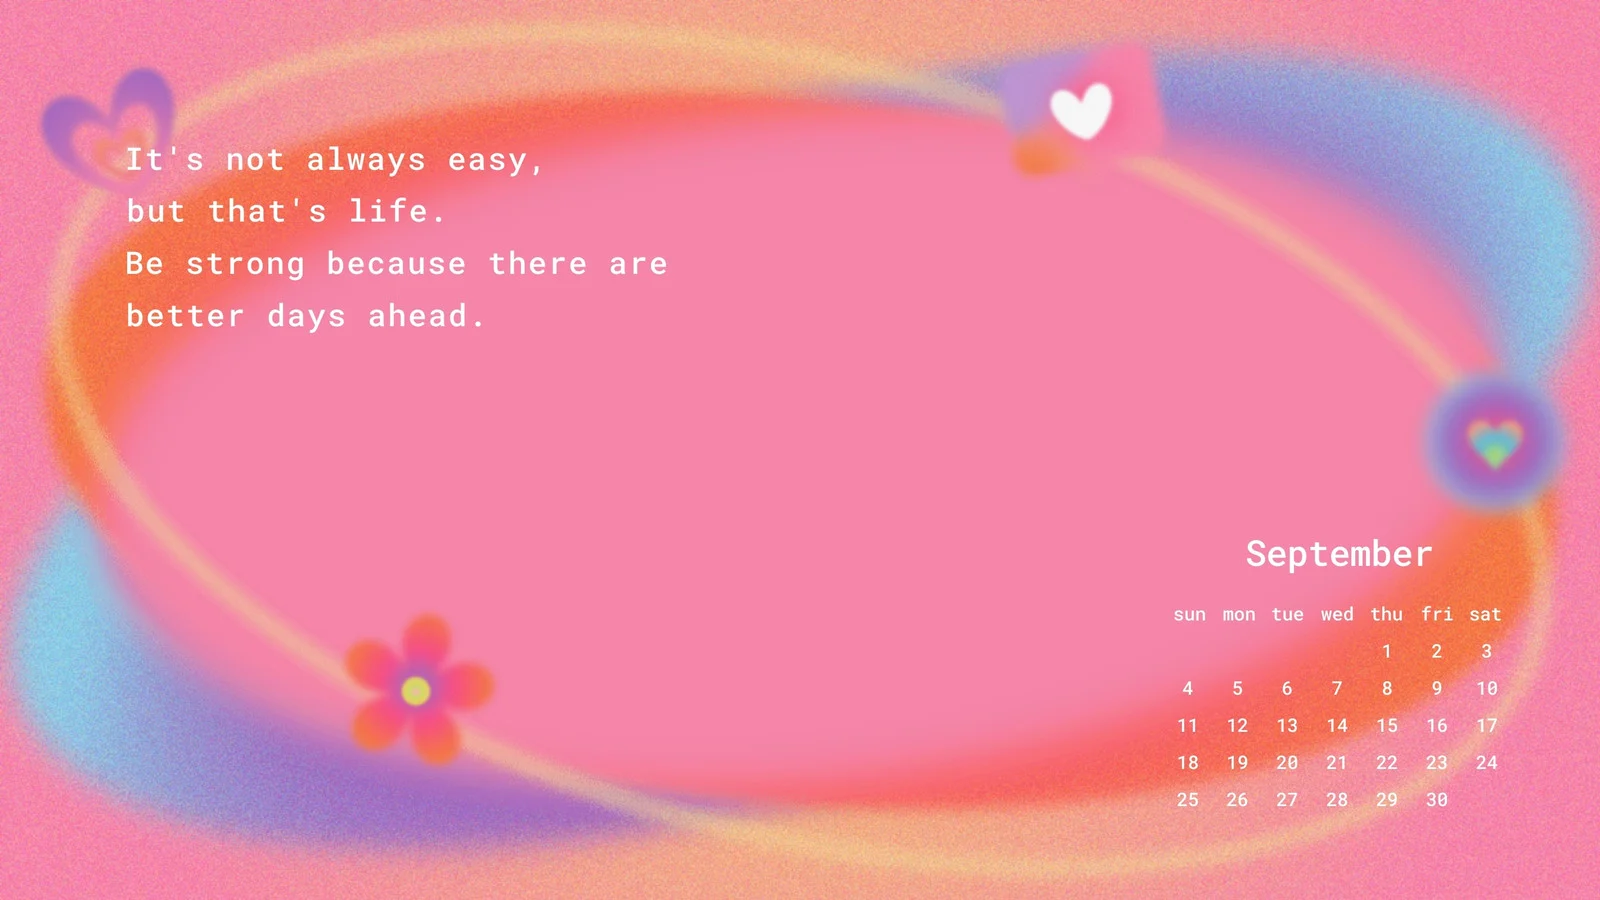 It's not always easy,
but that's life.
Be strong because there are
better days ahead.
September
sun mon tue wed thu fri sat
1 2 3
4 5 6 7 8 9 10
11 12 13 14 15 16 17
18 19 20 21 22 23 24
25 26 27 28 29 30